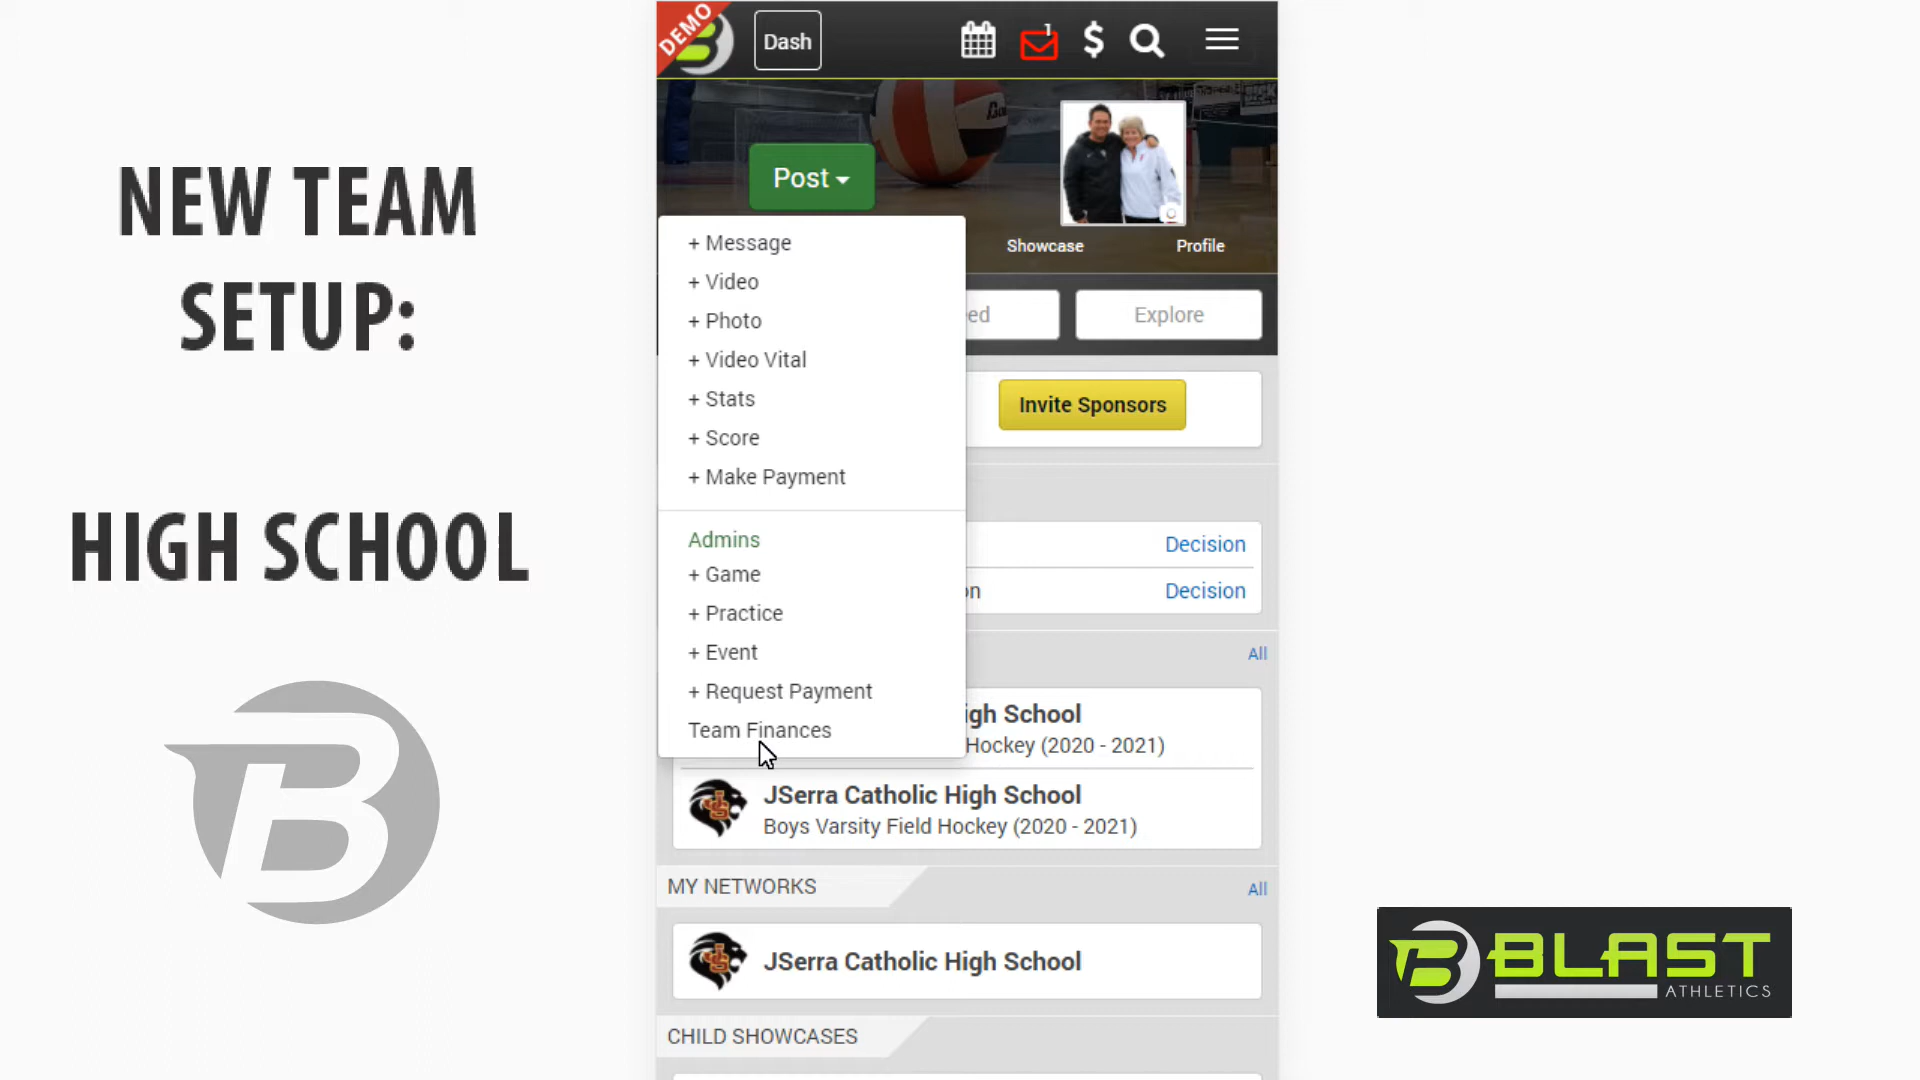 NEW TEAM
SETUP:
HIGH SCHOOL
DEMO
Dash
1
Post
Showcase
Profile
+ Message
+ Video
+ Photo
+ Video Vital
+ Stats
+ Score
+ Make Payment
Admins
+ Game
+ Practice
+ Event
+ Request Payment
Team Finances
ed
Explore
Invite Sponsors
Decision
on
Decision
All
igh School
Hockey (2020 - 2021)
JSerra Catholic High School
Boys Varsity Field Hockey (2020 - 2021)
MY NETWORKS
All
JSerra Catholic High School
CHILD SHOWCASES
B BLAST
ATHLETICS